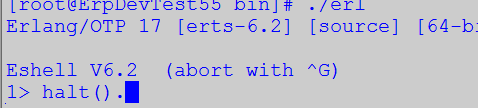 [root@ErpDevTest55 bin]# ./erl
Erlang/OTP 17 [erts-6.2] [source] [64-bi
Eshell V6.2  (abort with ^G)
1> halt().